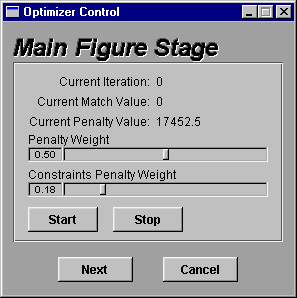 Optimizer Control
Main Figure Stage
Current Iteration: 0
Current Match Value: 0
Current Penalty Value: 17452.5
Penalty Weight
0.50
Constraints Penalty Weight
0.18
Start Stop
Next Cancel